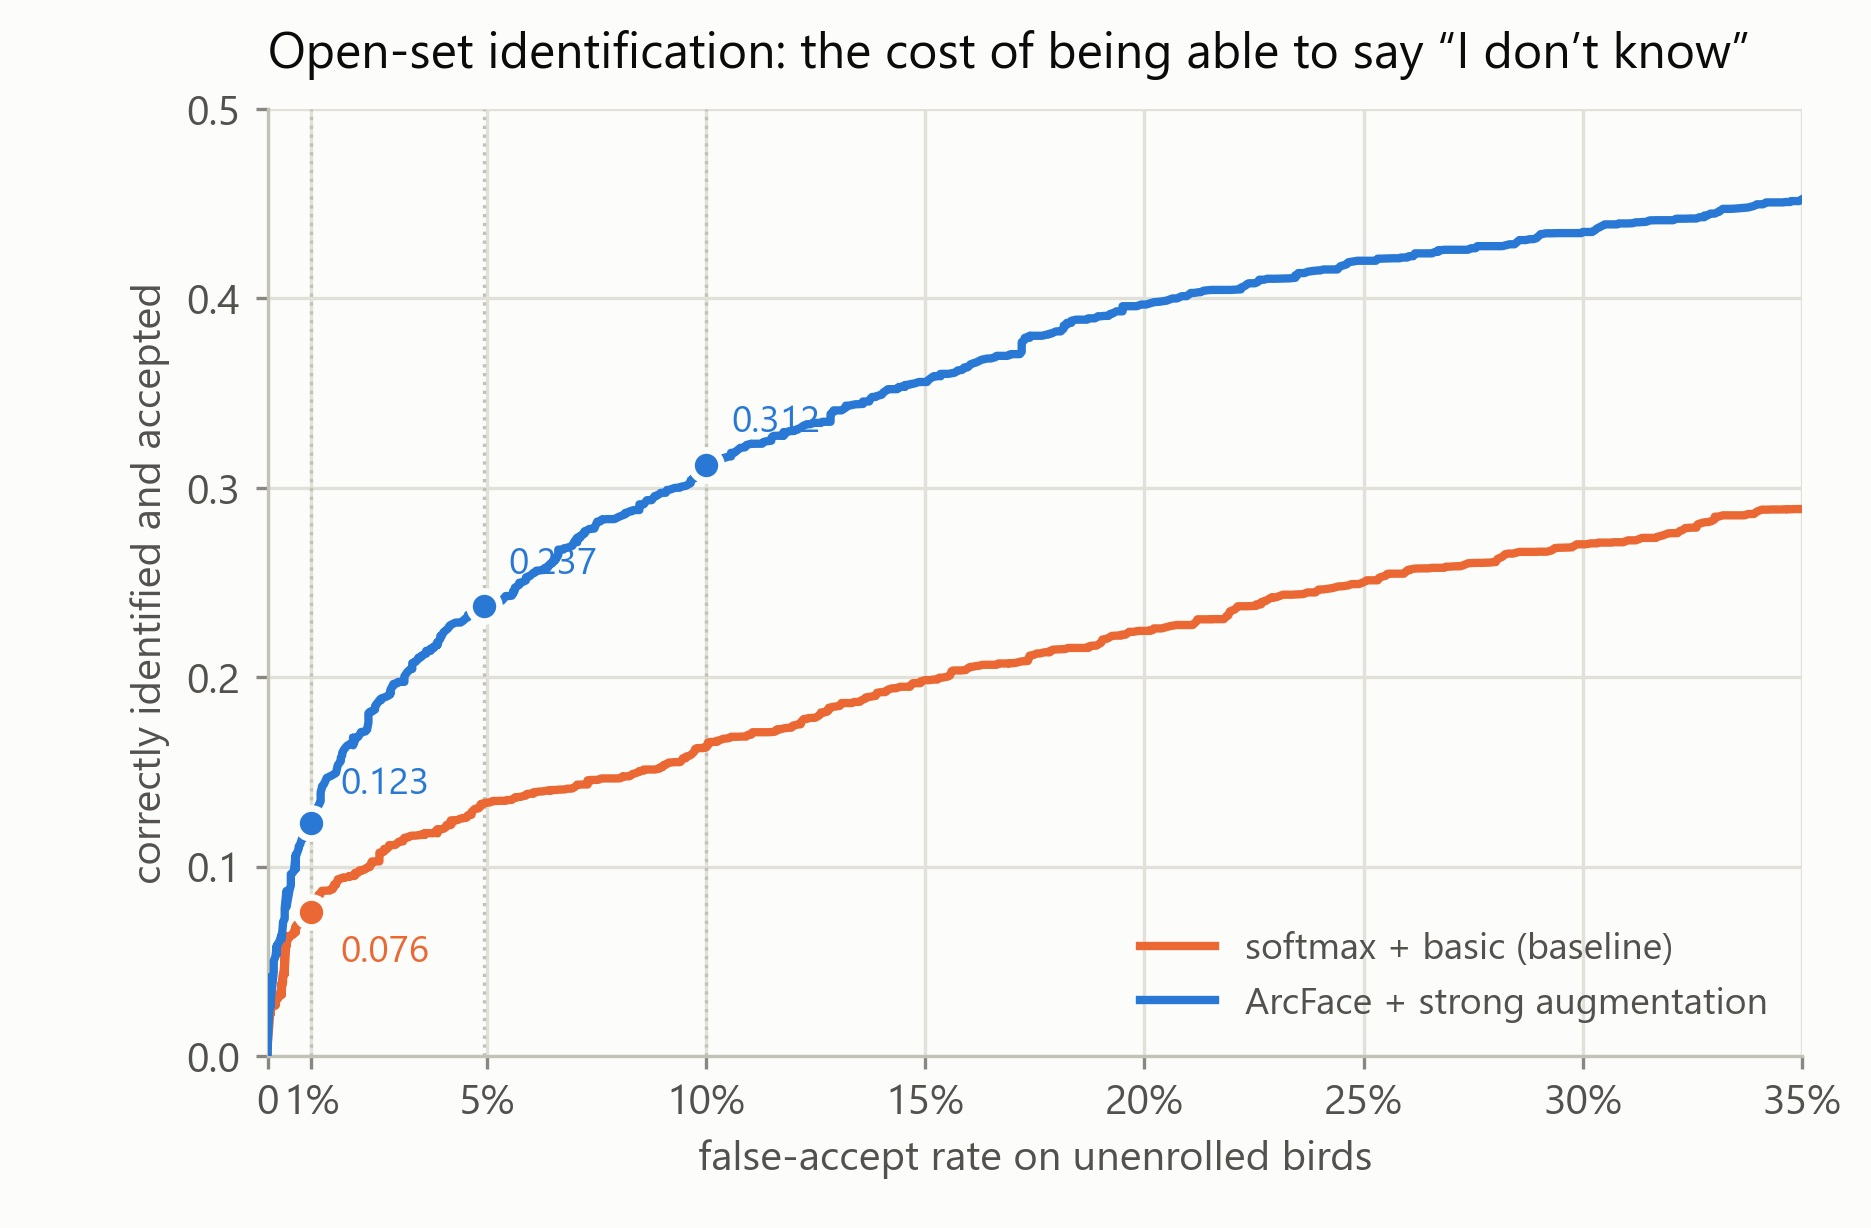 Open-set identification: the cost of being able to say “I don’t know”
correctly identified and accepted
0.5
0.4
0.3
0.2
0.1
0.0
0.312
0.237
0.123
0.076
softmax + basic (baseline)
ArcFace + strong augmentation
0 1% 5% 10% 15% 20% 25% 30% 35%
false-accept rate on unenrolled birds